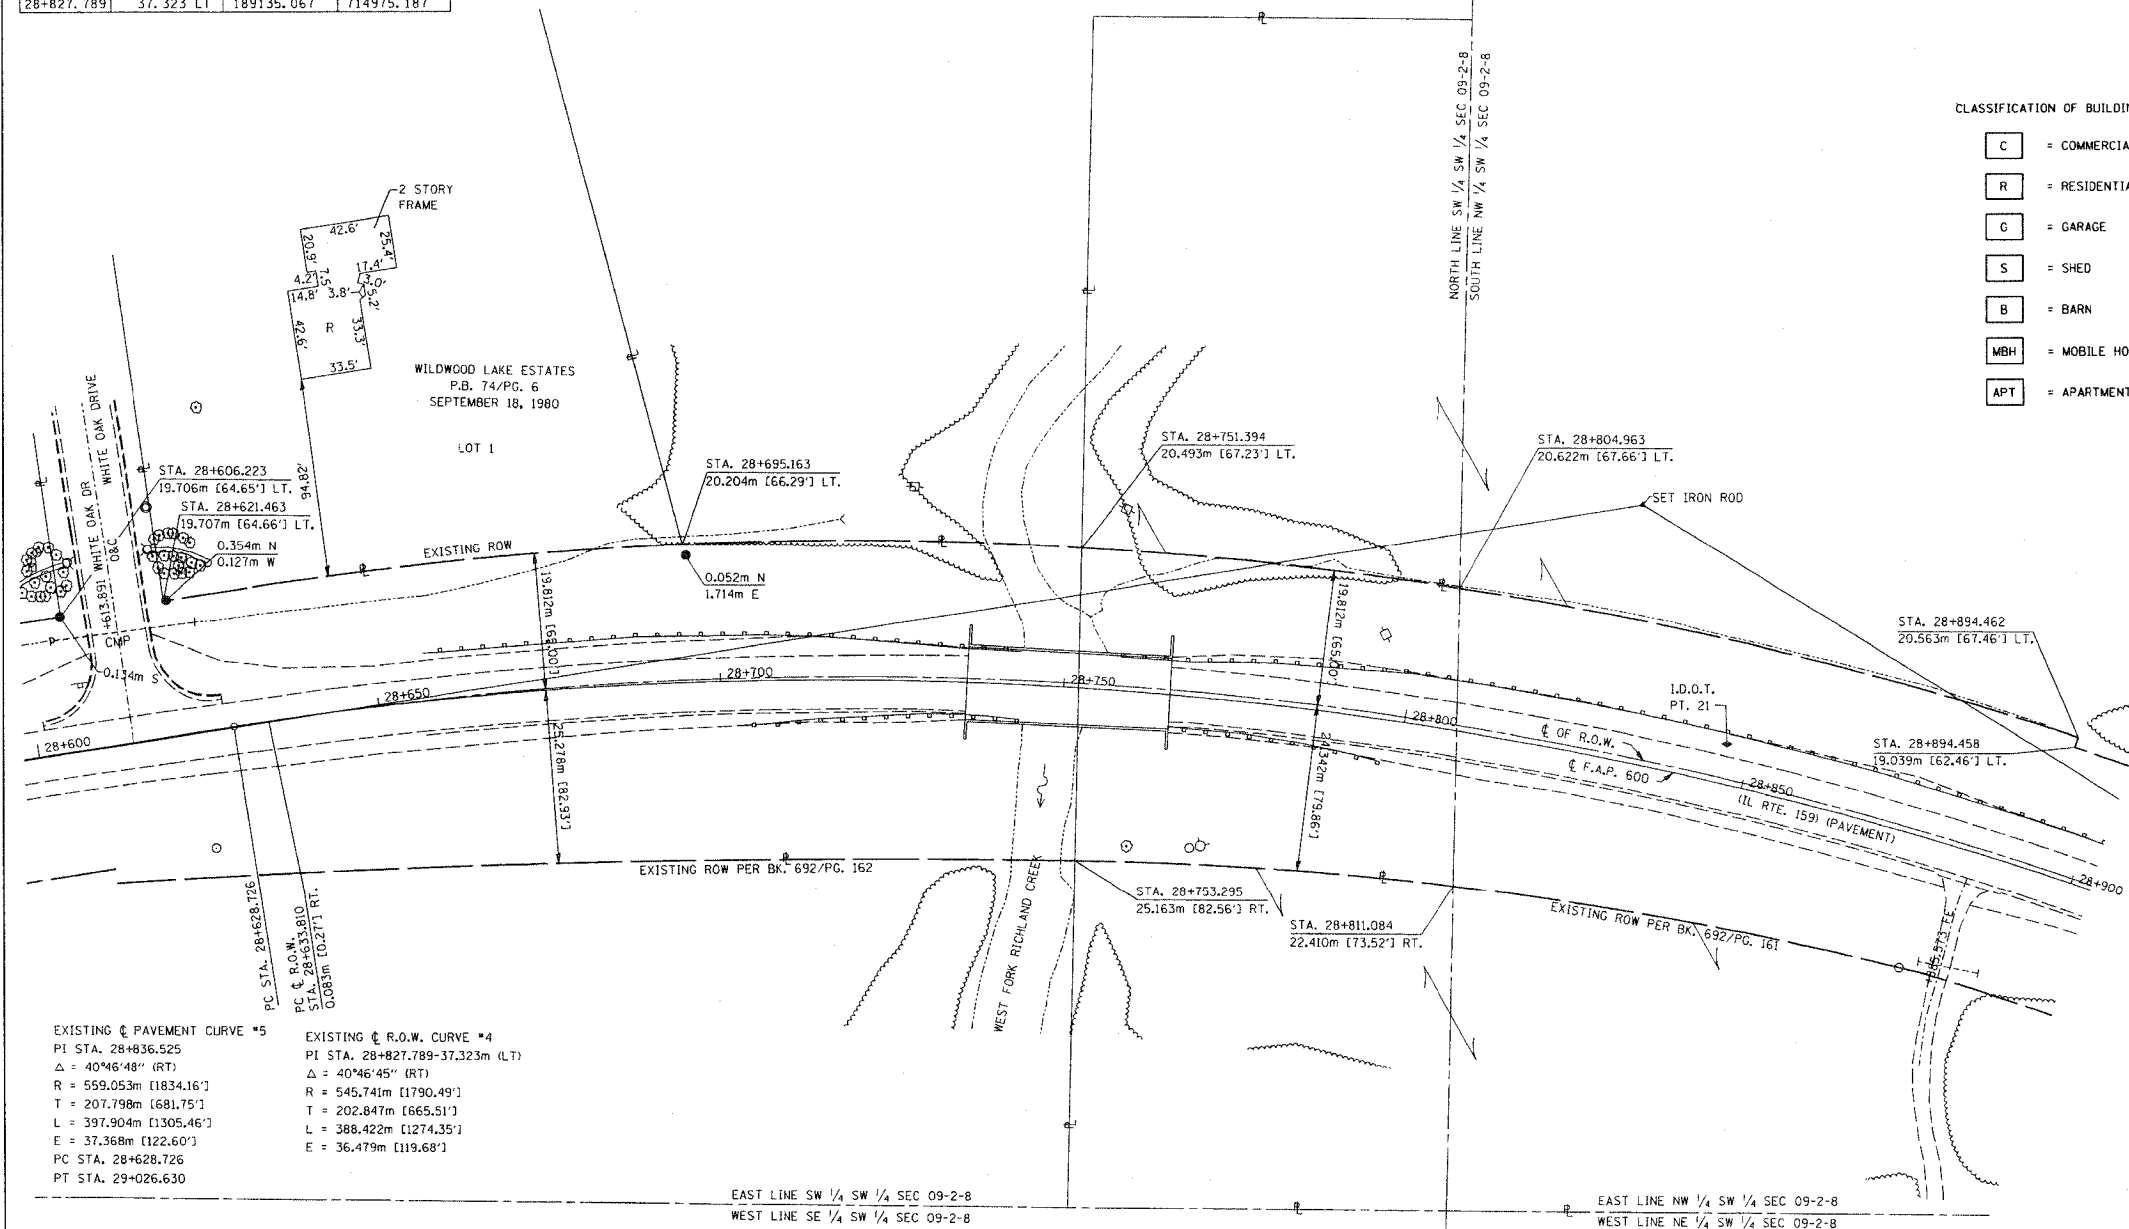 28+827.789 37.323 LT 189135.067 714975.187
2 STORY
FRAME
42.6'
20.9'
25.4'
17.4'
4.2'
7.5'
3.0'
14.8'
3.8'
5.2'
42.6'
R
33.3'
33.5'
94.82'
WILDWOOD LAKE ESTATES
P.B. 74/PG. 6
SEPTEMBER 18, 1980
LOT 1
NORTH LINE SW 1/4 SW 1/4 SEC 09-2-8
SOUTH LINE NW 1/4 SW 1/4 SEC 09-2-8
CLASSIFICATION OF BUILDIN
C = COMMERCIA
R = RESIDENTIA
G = GARAGE
S = SHED
B = BARN
MBH = MOBILE HO
APT = APARTMENT
WHITE OAK DR
WHITE OAK DRIVE
O&C
+613.891
CMP
P
STA. 28+606.223
19.706m [64.65'] LT.
STA. 28+621.463
19.707m [64.66'] LT.
0.354m N
0.127m W
0.134m S
EXISTING ROW
STA. 28+695.163
20.204m [66.29'] LT.
0.052m N
1.714m E
STA. 28+751.394
20.493m [67.23'] LT.
STA. 28+804.963
20.622m [67.66'] LT.
SET IRON ROD
STA. 28+894.462
20.563m [67.46'] LT.
STA. 28+894.458
19.039m [62.46'] LT.
I.D.O.T.
PT. 21
19.812m [65.00']
19.812m [65.00']
25.278m [82.93']
24.342m [79.86']
28+600
28+650
28+700
28+750
28+800
28+850
28+900
℄ OF R.O.W.
℄ F.A.P. 600
(IL RTE. 159) (PAVEMENT)
EXISTING ROW PER BK. 692/PG. 162
EXISTING ROW PER BK. 692/PG. 161
WEST FORK RICHLAND CREEK
STA. 28+753.295
25.163m [82.56'] RT.
STA. 28+811.084
22.410m [73.52'] RT.
PC STA. 28+628.726
PC ℄ R.O.W.
STA. 28+633.810
0.083m [0.27'] RT.
EXISTING ℄ PAVEMENT CURVE #5
PI STA. 28+836.525
Δ = 40°46'48" (RT)
R = 559.053m [1834.16']
T = 207.798m [681.75']
L = 397.904m [1305.46']
E = 37.368m [122.60']
PC STA. 28+628.726
PT STA. 29+026.630
EXISTING ℄ R.O.W. CURVE #4
PI STA. 28+827.789-37.323m (LT)
Δ = 40°46'45" (RT)
R = 545.741m [1790.49']
T = 202.847m [665.51']
L = 388.422m [1274.35']
E = 36.479m [119.68']
EAST LINE SW 1/4 SW 1/4 SEC 09-2-8
WEST LINE SE 1/4 SW 1/4 SEC 09-2-8
EAST LINE NW 1/4 SW 1/4 SEC 09-2-8
WEST LINE NE 1/4 SW 1/4 SEC 09-2-8